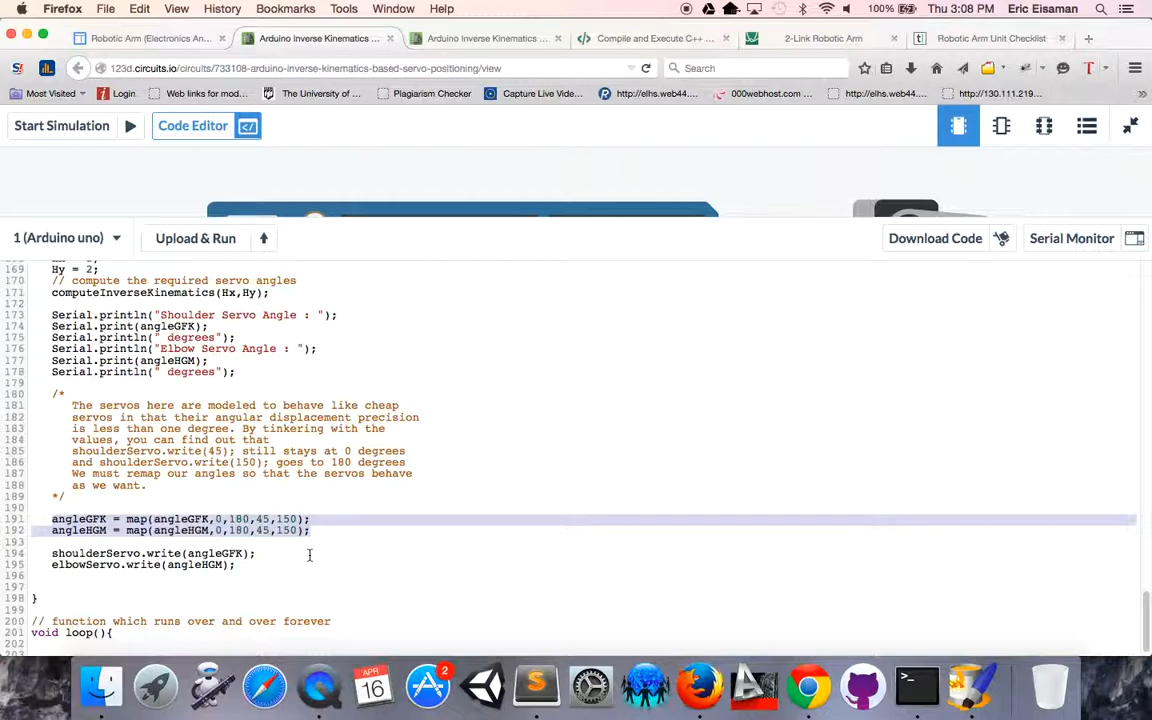 Firefox File Edit View History Bookmarks Tools Window Help 100% Thu 3:08 PM Eric Eisaman
Robotic Arm (Electronics An... Arduino Inverse Kinematics ... Arduino Inverse Kinematics ... Compile and Execute C++ ... 2-Link Robotic Arm Robotic Arm Unit Checklist
123d.circuits.io/circuits/733108-arduino-inverse-kinematics-based-servo-positioning/view Search
Most Visited Login Web links for mod... The University of ... Plagiarism Checker Capture Live Vide... http://elhs.web44.... 000webhost.com ... http://elhs.web44.... http://130.111.219...
Start Simulation Code Editor
1 (Arduino uno) Upload & Run Download Code Serial Monitor
169 Hy = 2;
170 // compute the required servo angles
171 computeInverseKinematics(Hx,Hy);
172
173 Serial.println("Shoulder Servo Angle : ");
174 Serial.print(angleGFK);
175 Serial.println(" degrees");
176 Serial.println("Elbow Servo Angle : ");
177 Serial.print(angleHGM);
178 Serial.println(" degrees");
179
180 /*
181 The servos here are modeled to behave like cheap
182 servos in that their angular displacement precision
183 is less than one degree. By tinkering with the
184 values, you can find out that
185 shoulderServo.write(45); still stays at 0 degrees
186 and shoulderServo.write(150); goes to 180 degrees
187 We must remap our angles so that the servos behave
188 as we want.
189 */
190
191 angleGFK = map(angleGFK,0,180,45,150);
192 angleHGM = map(angleHGM,0,180,45,150);
193
194 shoulderServo.write(angleGFK);
195 elbowServo.write(angleHGM);
196
197
198 }
199
200 // function which runs over and over forever
201 void loop(){
202
APR
16
2